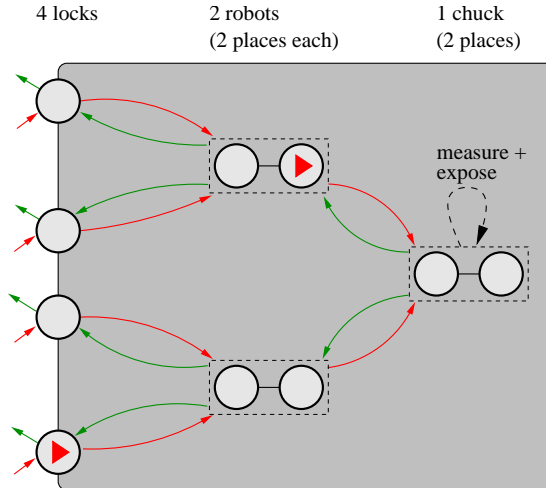 4 locks
2 robots
(2 places each)
1 chuck
(2 places)
measure +
expose